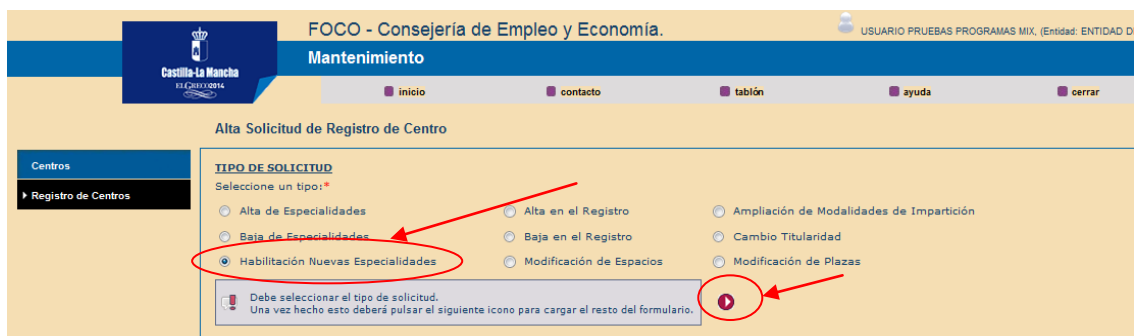 FOCO - Consejería de Empleo y Economía.
USUARIO PRUEBAS PROGRAMAS MIX, (Entidad: ENTIDAD D
Mantenimiento
Castilla-La Mancha
EL GRECO2014
inicio contacto tablón ayuda cerrar
Alta Solicitud de Registro de Centro
Centros
Registro de Centros
TIPO DE SOLICITUD
Seleccione un tipo:*
Alta de Especialidades Alta en el Registro Ampliación de Modalidades de Impartición
Baja de Especialidades Baja en el Registro Cambio Titularidad
Habilitación Nuevas Especialidades Modificación de Espacios Modificación de Plazas
Debe seleccionar el tipo de solicitud.
Una vez hecho esto deberá pulsar el siguiente icono para cargar el resto del formulario.